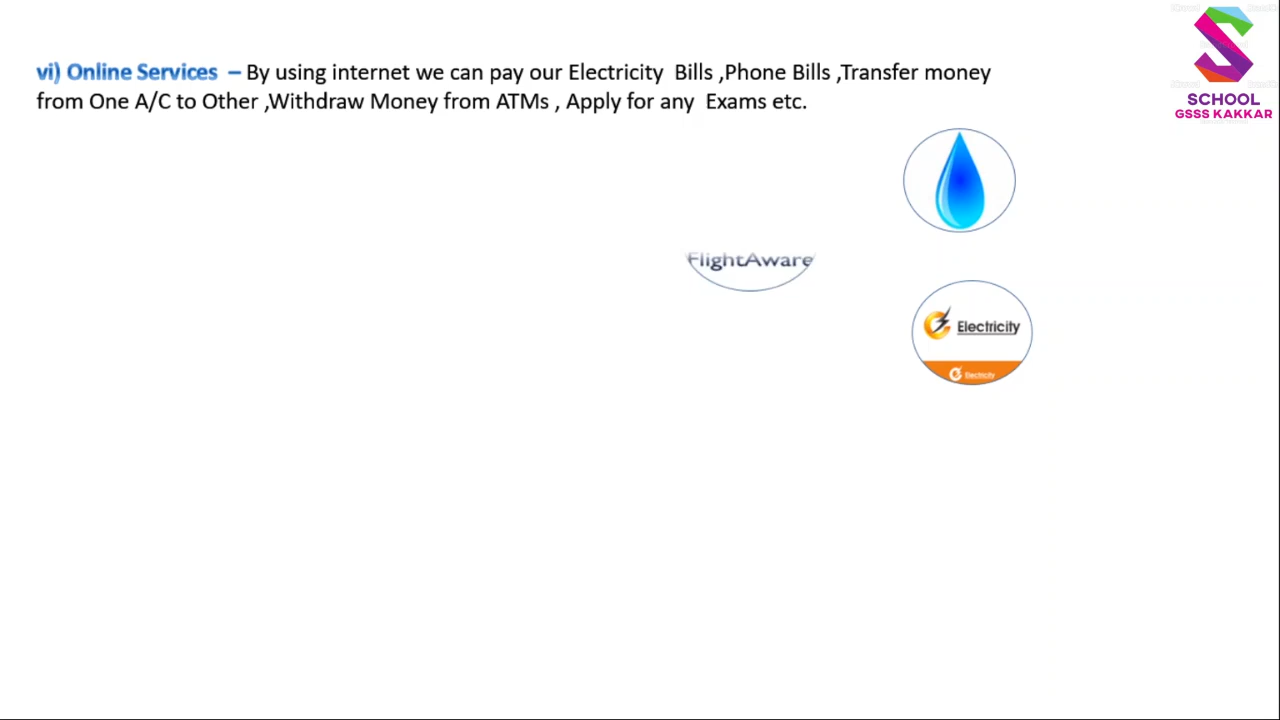 vi) Online Services – By using internet we can pay our Electricity Bills ,Phone Bills ,Transfer money
from One A/C to Other ,Withdraw Money from ATMs , Apply for any Exams etc.
SCHOOL
GSSS KAKKAR
FlightAware
Electricity
Electricity